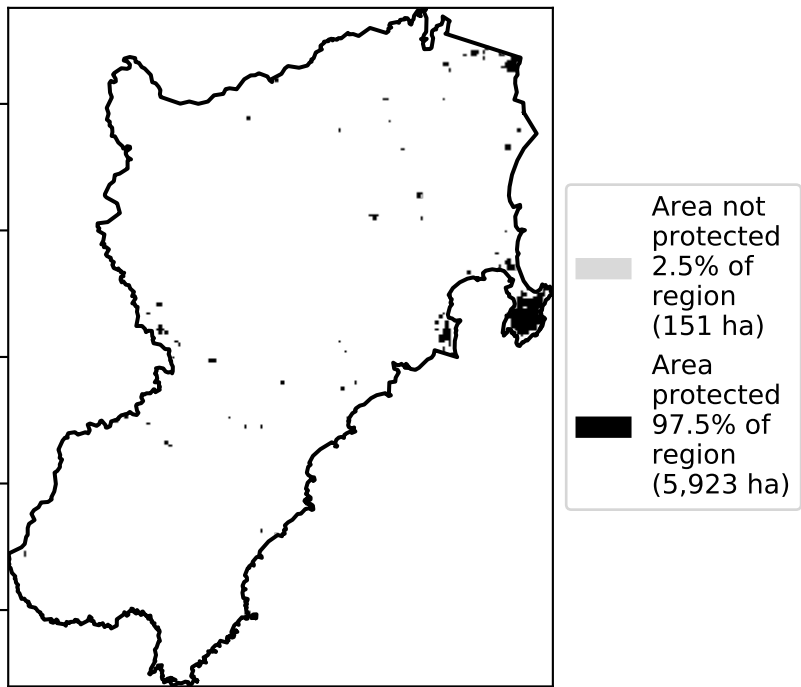 Area not
protected
2.5% of
region
(151 ha)
Area
protected
97.5% of
region
(5,923 ha)